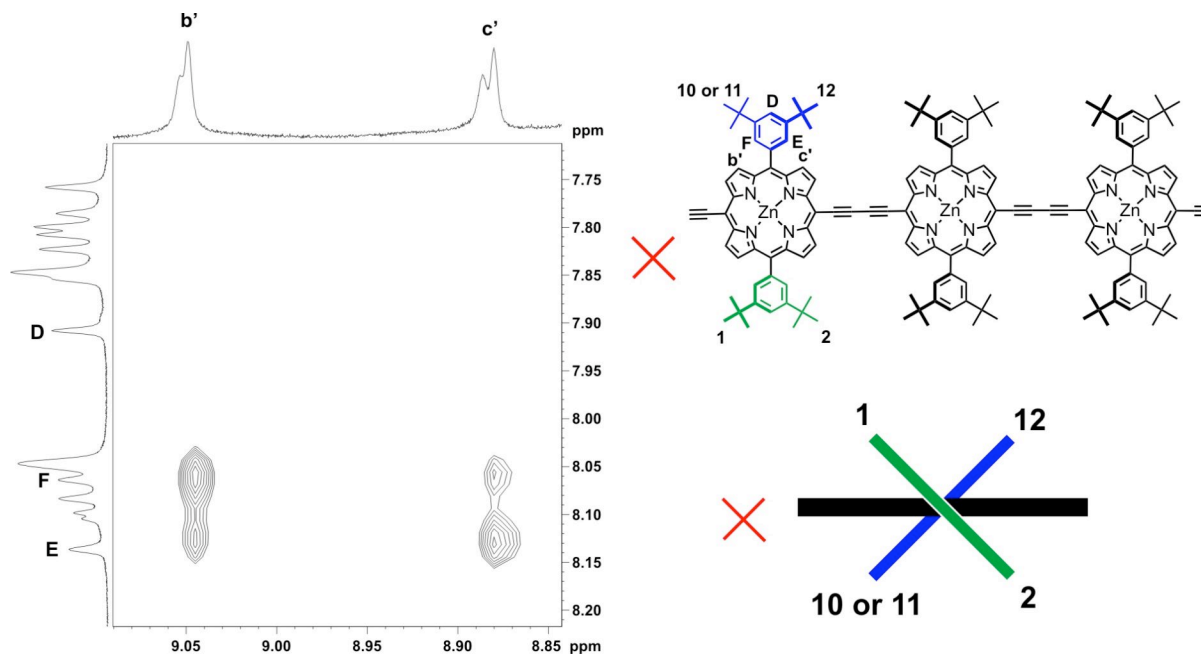 b' c'
ppm
7.75
7.80
7.85
D 7.90
7.95
8.00
F 8.05
8.10
E 8.15
8.20
9.05 9.00 8.95 8.90 8.85 ppm
10 or 11 D 12
F E
b' c'
N N N N N N
Zn Zn Zn
N N N N N N
1 2
1 12
10 or 11 2